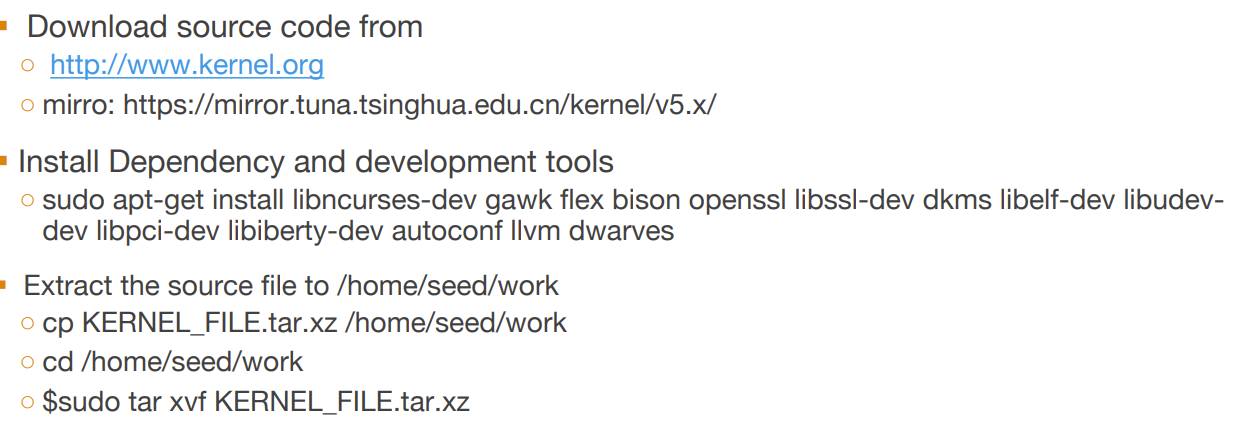 Download source code from
http://www.kernel.org
mirro: https://mirror.tuna.tsinghua.edu.cn/kernel/v5.x/
Install Dependency and development tools
sudo apt-get install libncurses-dev gawk flex bison openssl libssl-dev dkms libelf-dev libudev-
dev libpci-dev libiberty-dev autoconf llvm dwarves
Extract the source file to /home/seed/work
cp KERNEL_FILE.tar.xz /home/seed/work
cd /home/seed/work
$sudo tar xvf KERNEL_FILE.tar.xz